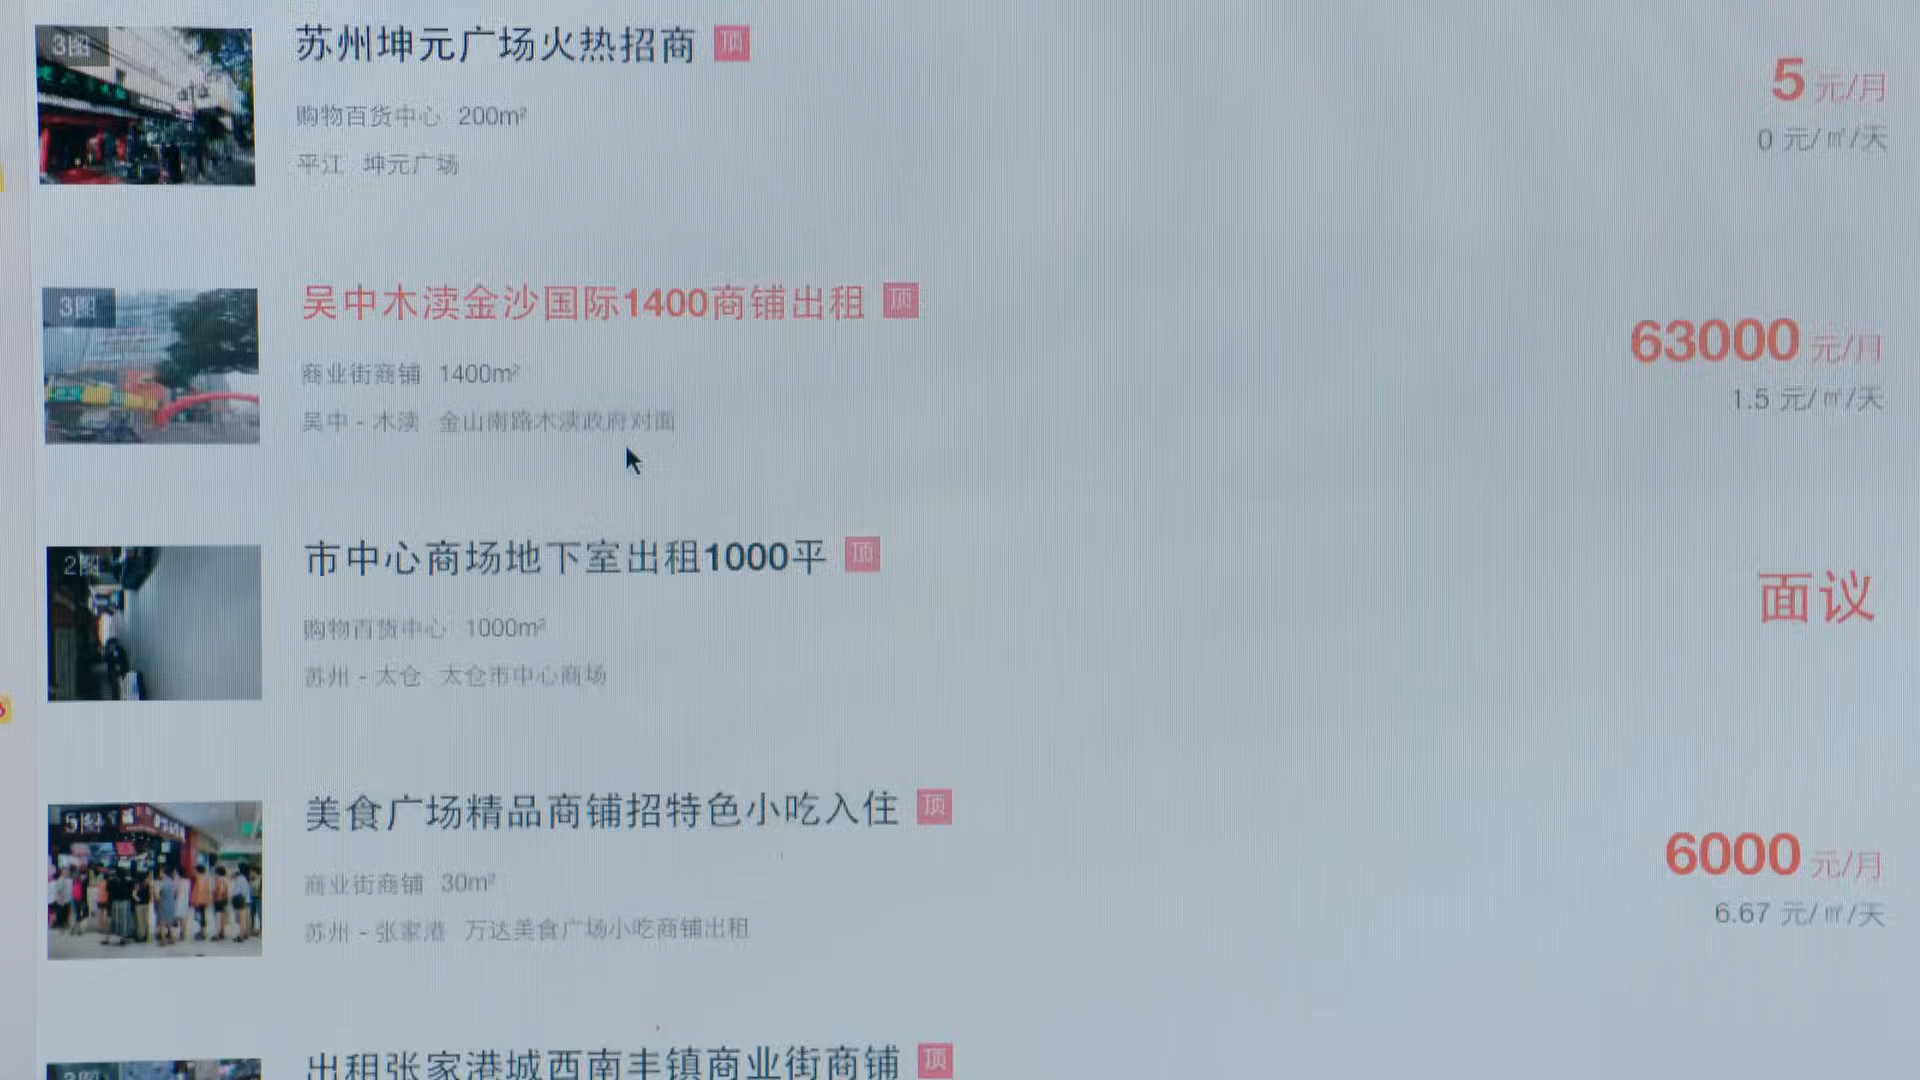 3图
苏州坤元广场火热招商 顶
5 元/月
购物百货中心 200m²
0 元/㎡/天
平江 坤元广场
3图
吴中木渎金沙国际1400商铺出租 顶
63000 元/月
商业街商铺 1400m²
1.5 元/㎡/天
吴中 - 木渎 金山南路木渎政府对面
2图
市中心商场地下室出租1000平 顶
面议
购物百货中心 1000m²
苏州 - 太仓 太仓市中心商场
5图
美食广场精品商铺招特色小吃入住 顶
6000 元/月
商业街商铺 30m²
6.67 元/㎡/天
苏州 - 张家港 万达美食广场小吃商铺出租
出租张家港城西南丰镇商业街商铺 顶